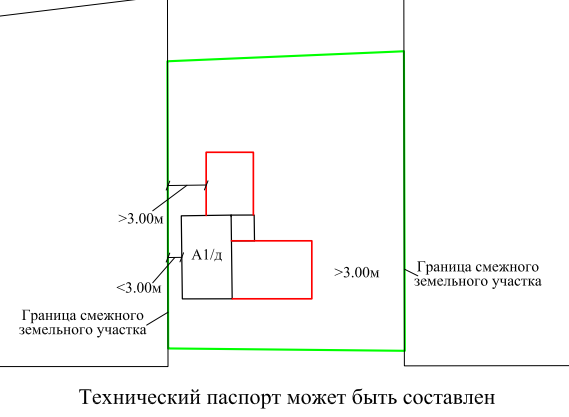 >3.00м
А1/д
<3.00м
>3.00м
Граница смежного
земельного участка
Граница смежного
земельного участка
Технический паспорт может быть составлен